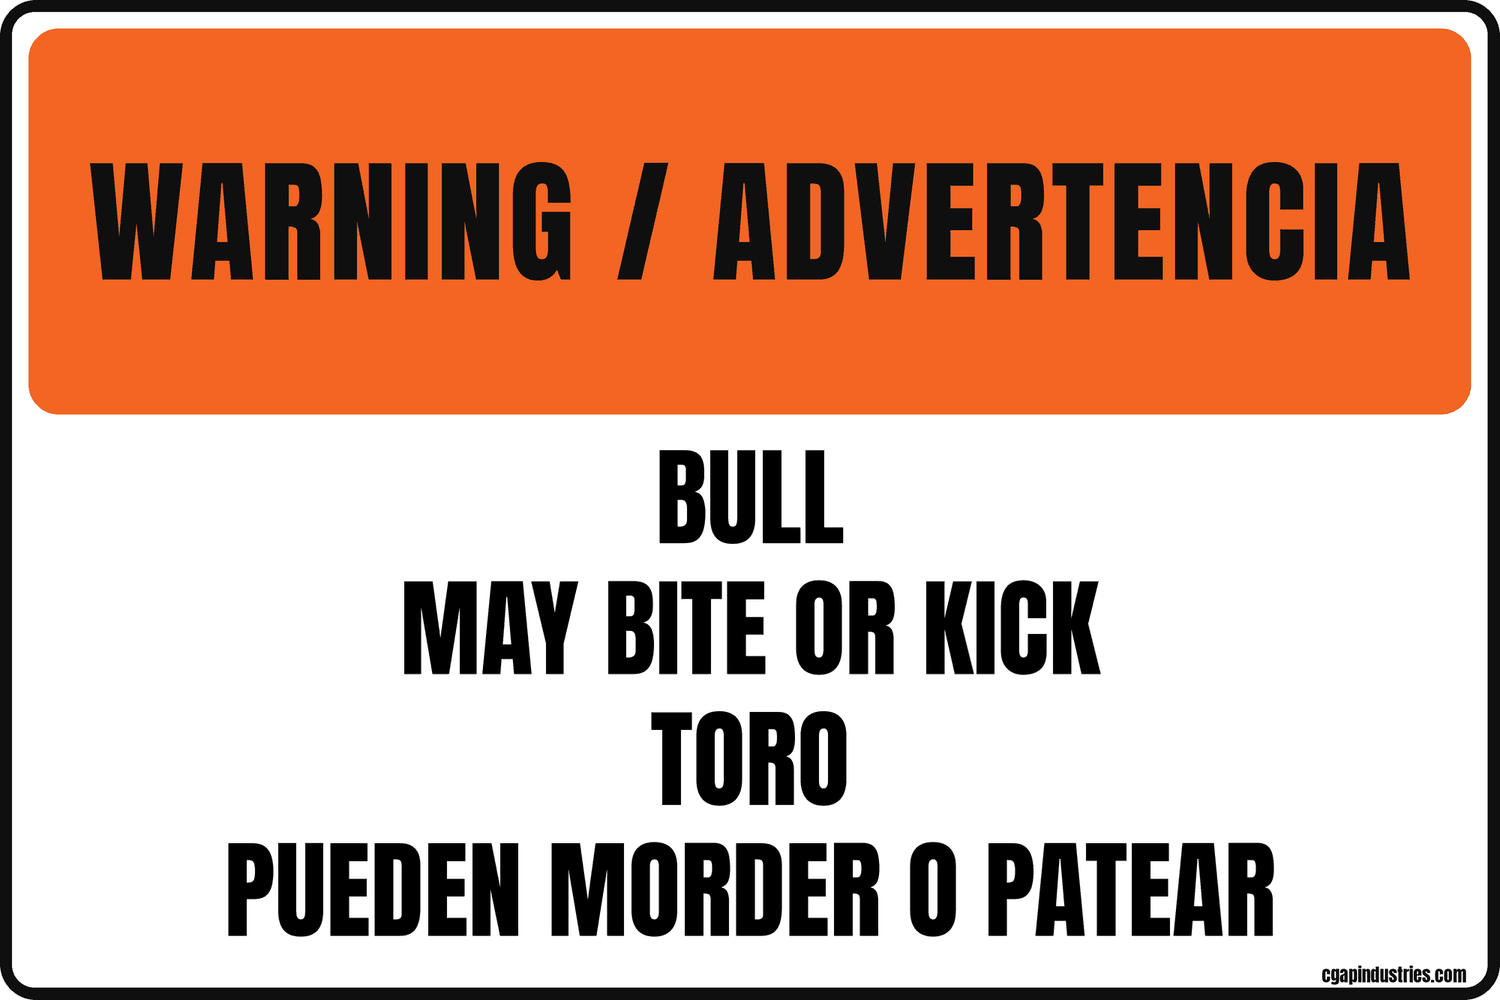 WARNING / ADVERTENCIA
BULL
MAY BITE OR KICK
TORO
PUEDEN MORDER O PATEAR
cgapindustries.com